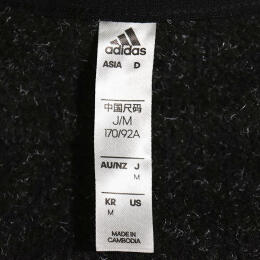 adidas
ASIA D
中国尺码
J/M
170/92A
AU/NZ J
M
KR US
M
MADE IN
CAMBODIA